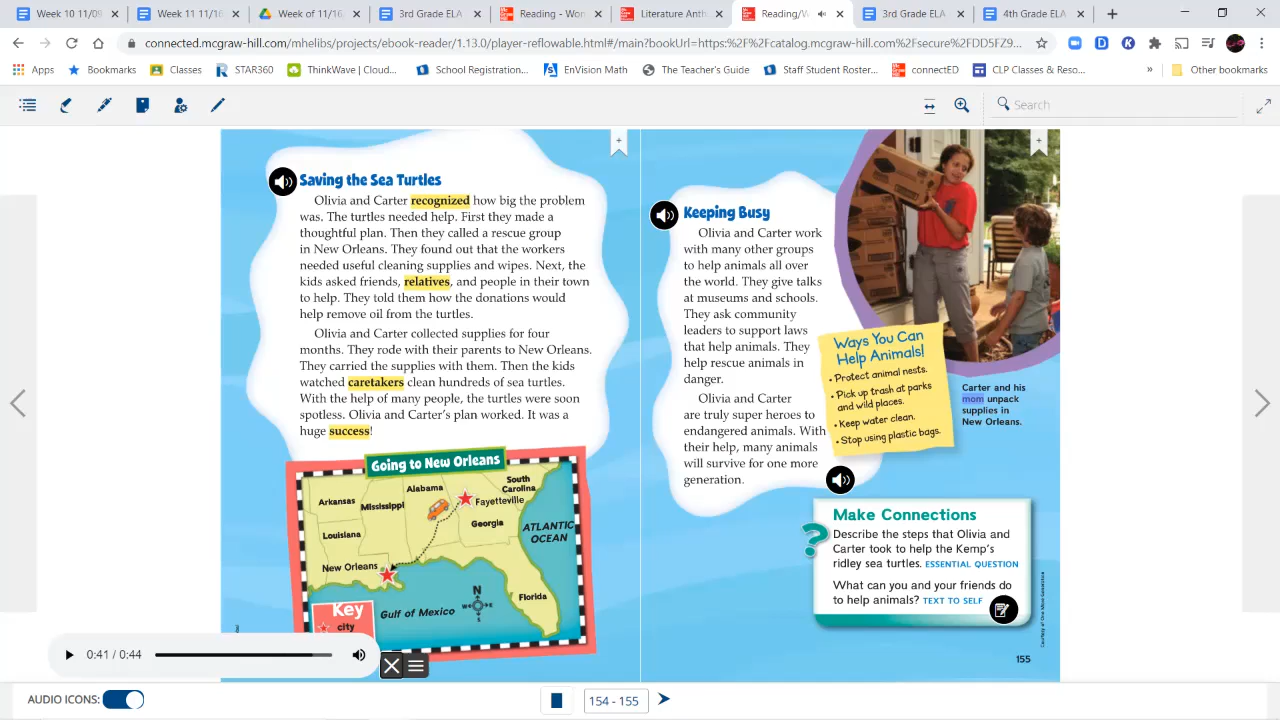 Week 10 11/09
Week 11 11/16
Week of 11/16
3rd Grade ELA
Reading - Won
Literature Anth
Reading/W
3rd Grade ELA
4th Grade ELA
connected.mcgraw-hill.com/mhelibs/projects/ebook-reader/1.13.0/player-rallowable.html#/main?bookUrl=https:%2F%2Fcatalog.mcgraw-hill.com%2Fsecure%2FDD5FZ9...
Apps
Bookmarks
Classes
STAR360
ThinkWave | Cloud...
School Registration...
EnVision Math
The Teacher's Guide
Staff Student Roster...
connectED
CLP Classes & Reso...
»
Other bookmarks
Search
Saving the Sea Turtles
Olivia and Carter recognized how big the problem
was. The turtles needed help. First they made a
thoughtful plan. Then they called a rescue group
in New Orleans. They found out that the workers
needed useful cleaning supplies and wipes. Next, the
kids asked friends, relatives, and people in their town
to help. They told them how the donations would
help remove oil from the turtles.
Olivia and Carter collected supplies for four
months. They rode with their parents to New Orleans.
They carried the supplies with them. Then the kids
watched caretakers clean hundreds of sea turtles.
With the help of many people, the turtles were soon
spotless. Olivia and Carter's plan worked. It was a
huge success!
Going to New Orleans
Arkansas
Mississippi
Alabama
South
Carolina
Fayetteville
Louisiana
Georgia
ATLANTIC
OCEAN
New Orleans
Gulf of Mexico
N
W E
S
Florida
Key
city
Keeping Busy
Olivia and Carter work
with many other groups
to help animals all over
the world. They give talks
at museums and schools.
They ask community
leaders to support laws
that help animals. They
help rescue animals in
danger.
Olivia and Carter
are truly super heroes to
endangered animals. With
their help, many animals
will survive for one more
generation.
Ways You Can
Help Animals!
• Protect animal nests.
• Pick up trash at parks
and wild places.
• Keep water clean.
• Stop using plastic bags.
Carter and his
mom unpack
supplies in
New Orleans.
Make Connections
?
Describe the steps that Olivia and
Carter took to help the Kemp's
ridley sea turtles. ESSENTIAL QUESTION
What can you and your friends do
to help animals? TEXT TO SELF
155
0:41 / 0:44
AUDIO ICONS:
154 - 155